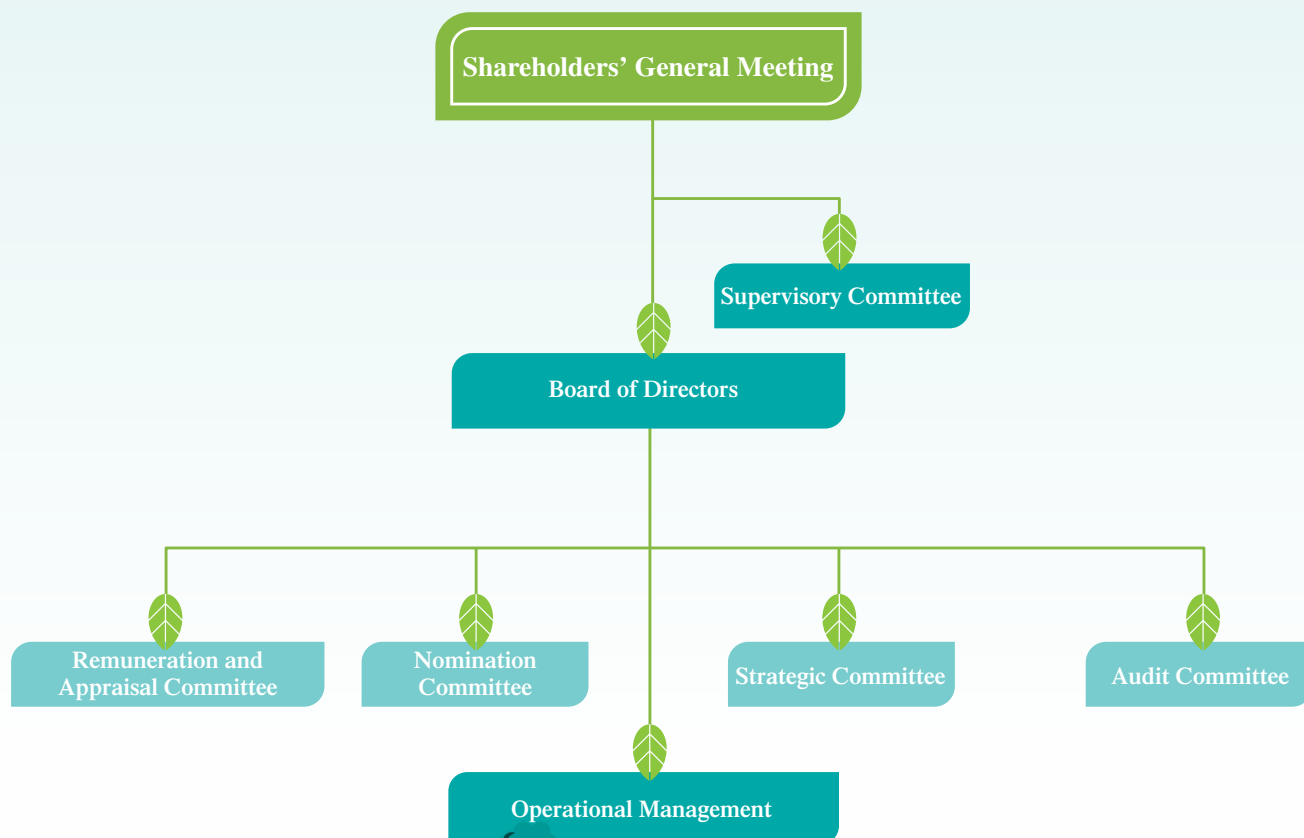 Shareholders’ General Meeting
Supervisory Committee
Board of Directors
Remuneration and
Appraisal Committee
Nomination
Committee
Strategic Committee
Audit Committee
Operational Management